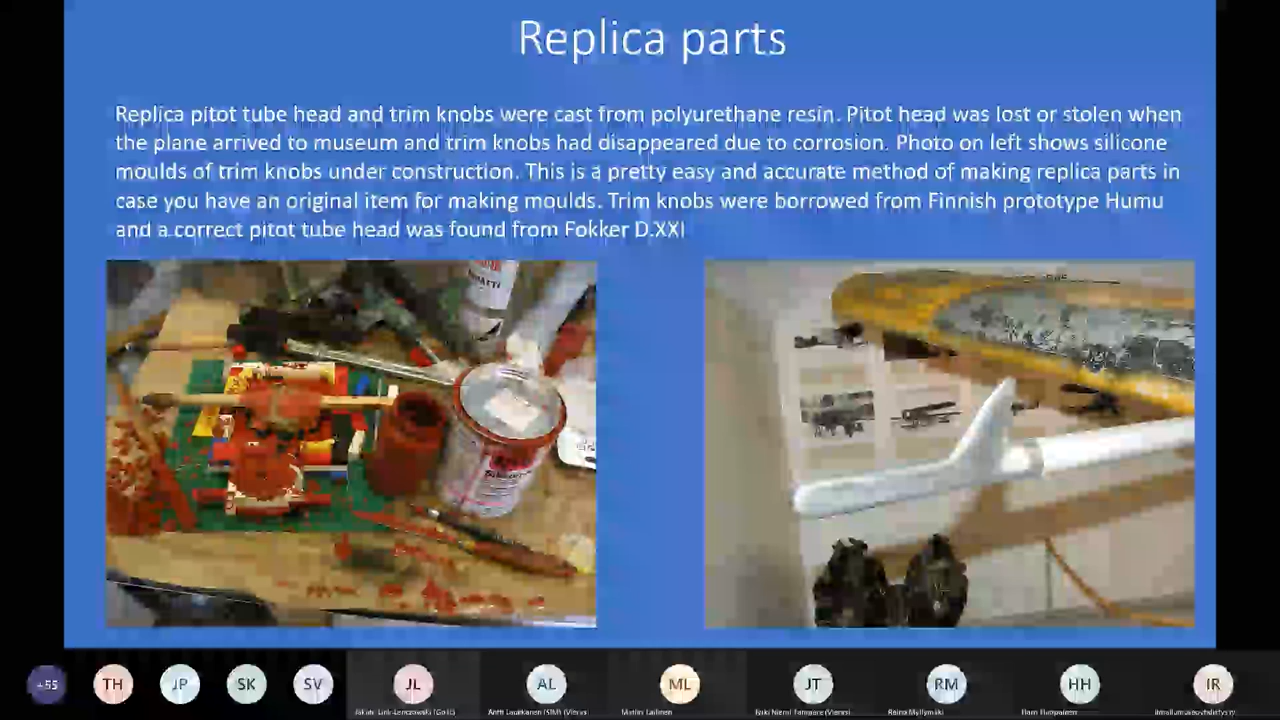 Replica parts
Replica pitot tube head and trim knobs were cast from polyurethane resin. Pitot head was lost or stolen when
the plane arrived to museum and trim knobs had disappeared due to corrosion. Photo on left shows silicone
moulds of trim knobs under construction. This is a pretty easy and accurate method of making replica parts in
case you have an original item for making moulds. Trim knobs were borrowed from Finnish prototype Humu
and a correct pitot tube head was found from Fokker D.XXI
+55 TH JP SK SV JL AL ML JT RM HH IR